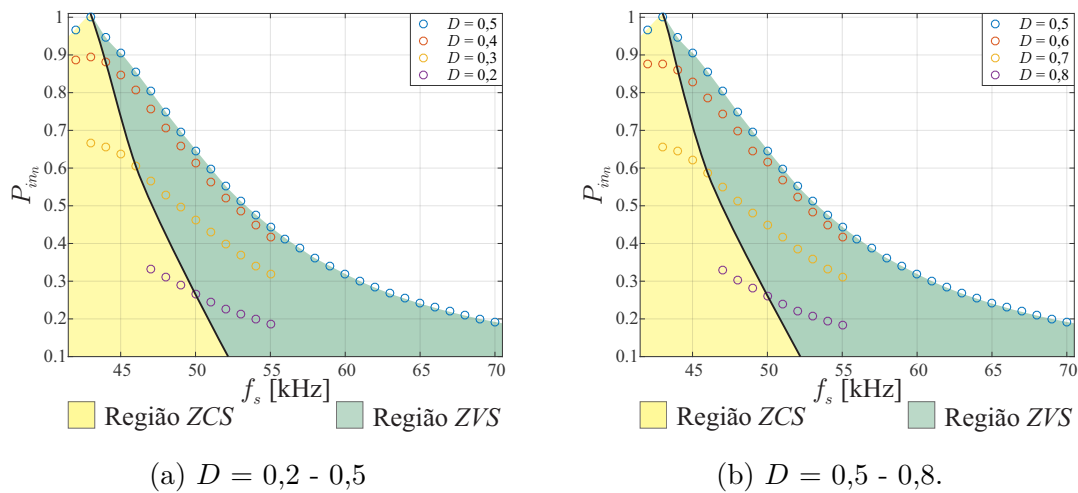 D = 0,5
D = 0,4
D = 0,3
D = 0,2
1
0.9
0.8
0.7
0.6
0.5
0.4
0.3
0.2
0.1
P_{in_n}
45 50 55 60 65 70
f_s [kHz]
Região ZCS Região ZVS
(a) D = 0,2 - 0,5
D = 0,5
D = 0,6
D = 0,7
D = 0,8
1
0.9
0.8
0.7
0.6
0.5
0.4
0.3
0.2
0.1
P_{in_n}
45 50 55 60 65 70
f_s [kHz]
Região ZCS Região ZVS
(b) D = 0,5 - 0,8.